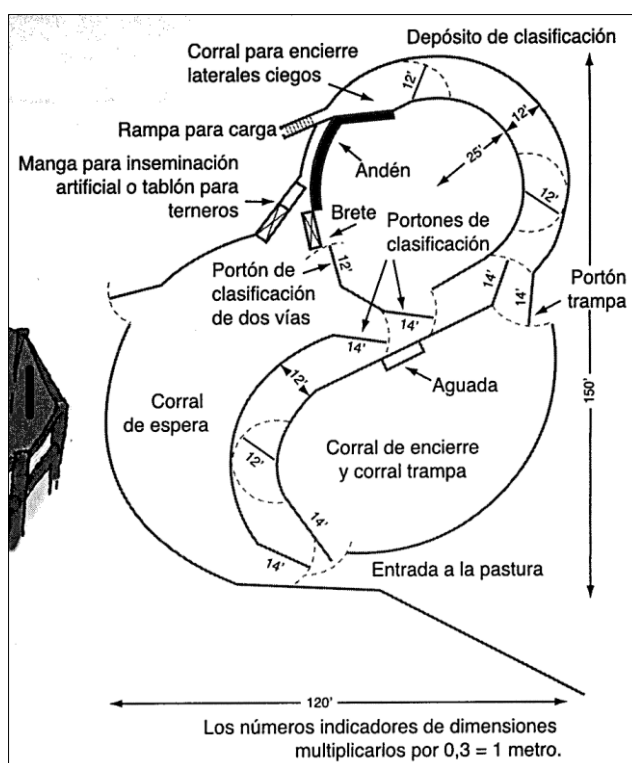 Depósito de clasificación
Corral para encierre
laterales ciegos
12'
12'
Rampa para carga
25'
Andén
Manga para inseminación
artificial o tablón para
terneros
12'
Brete
Portones de
clasificación
Portón de
clasificación
de dos vías
12'
14'
14'
Portón
trampa
14'
14'
Aguada
12'
150'
Corral
de espera
Corral de encierre
y corral trampa
12'
14'
14'
Entrada a la pastura
120'
Los números indicadores de dimensiones
multiplicarlos por 0,3 = 1 metro.